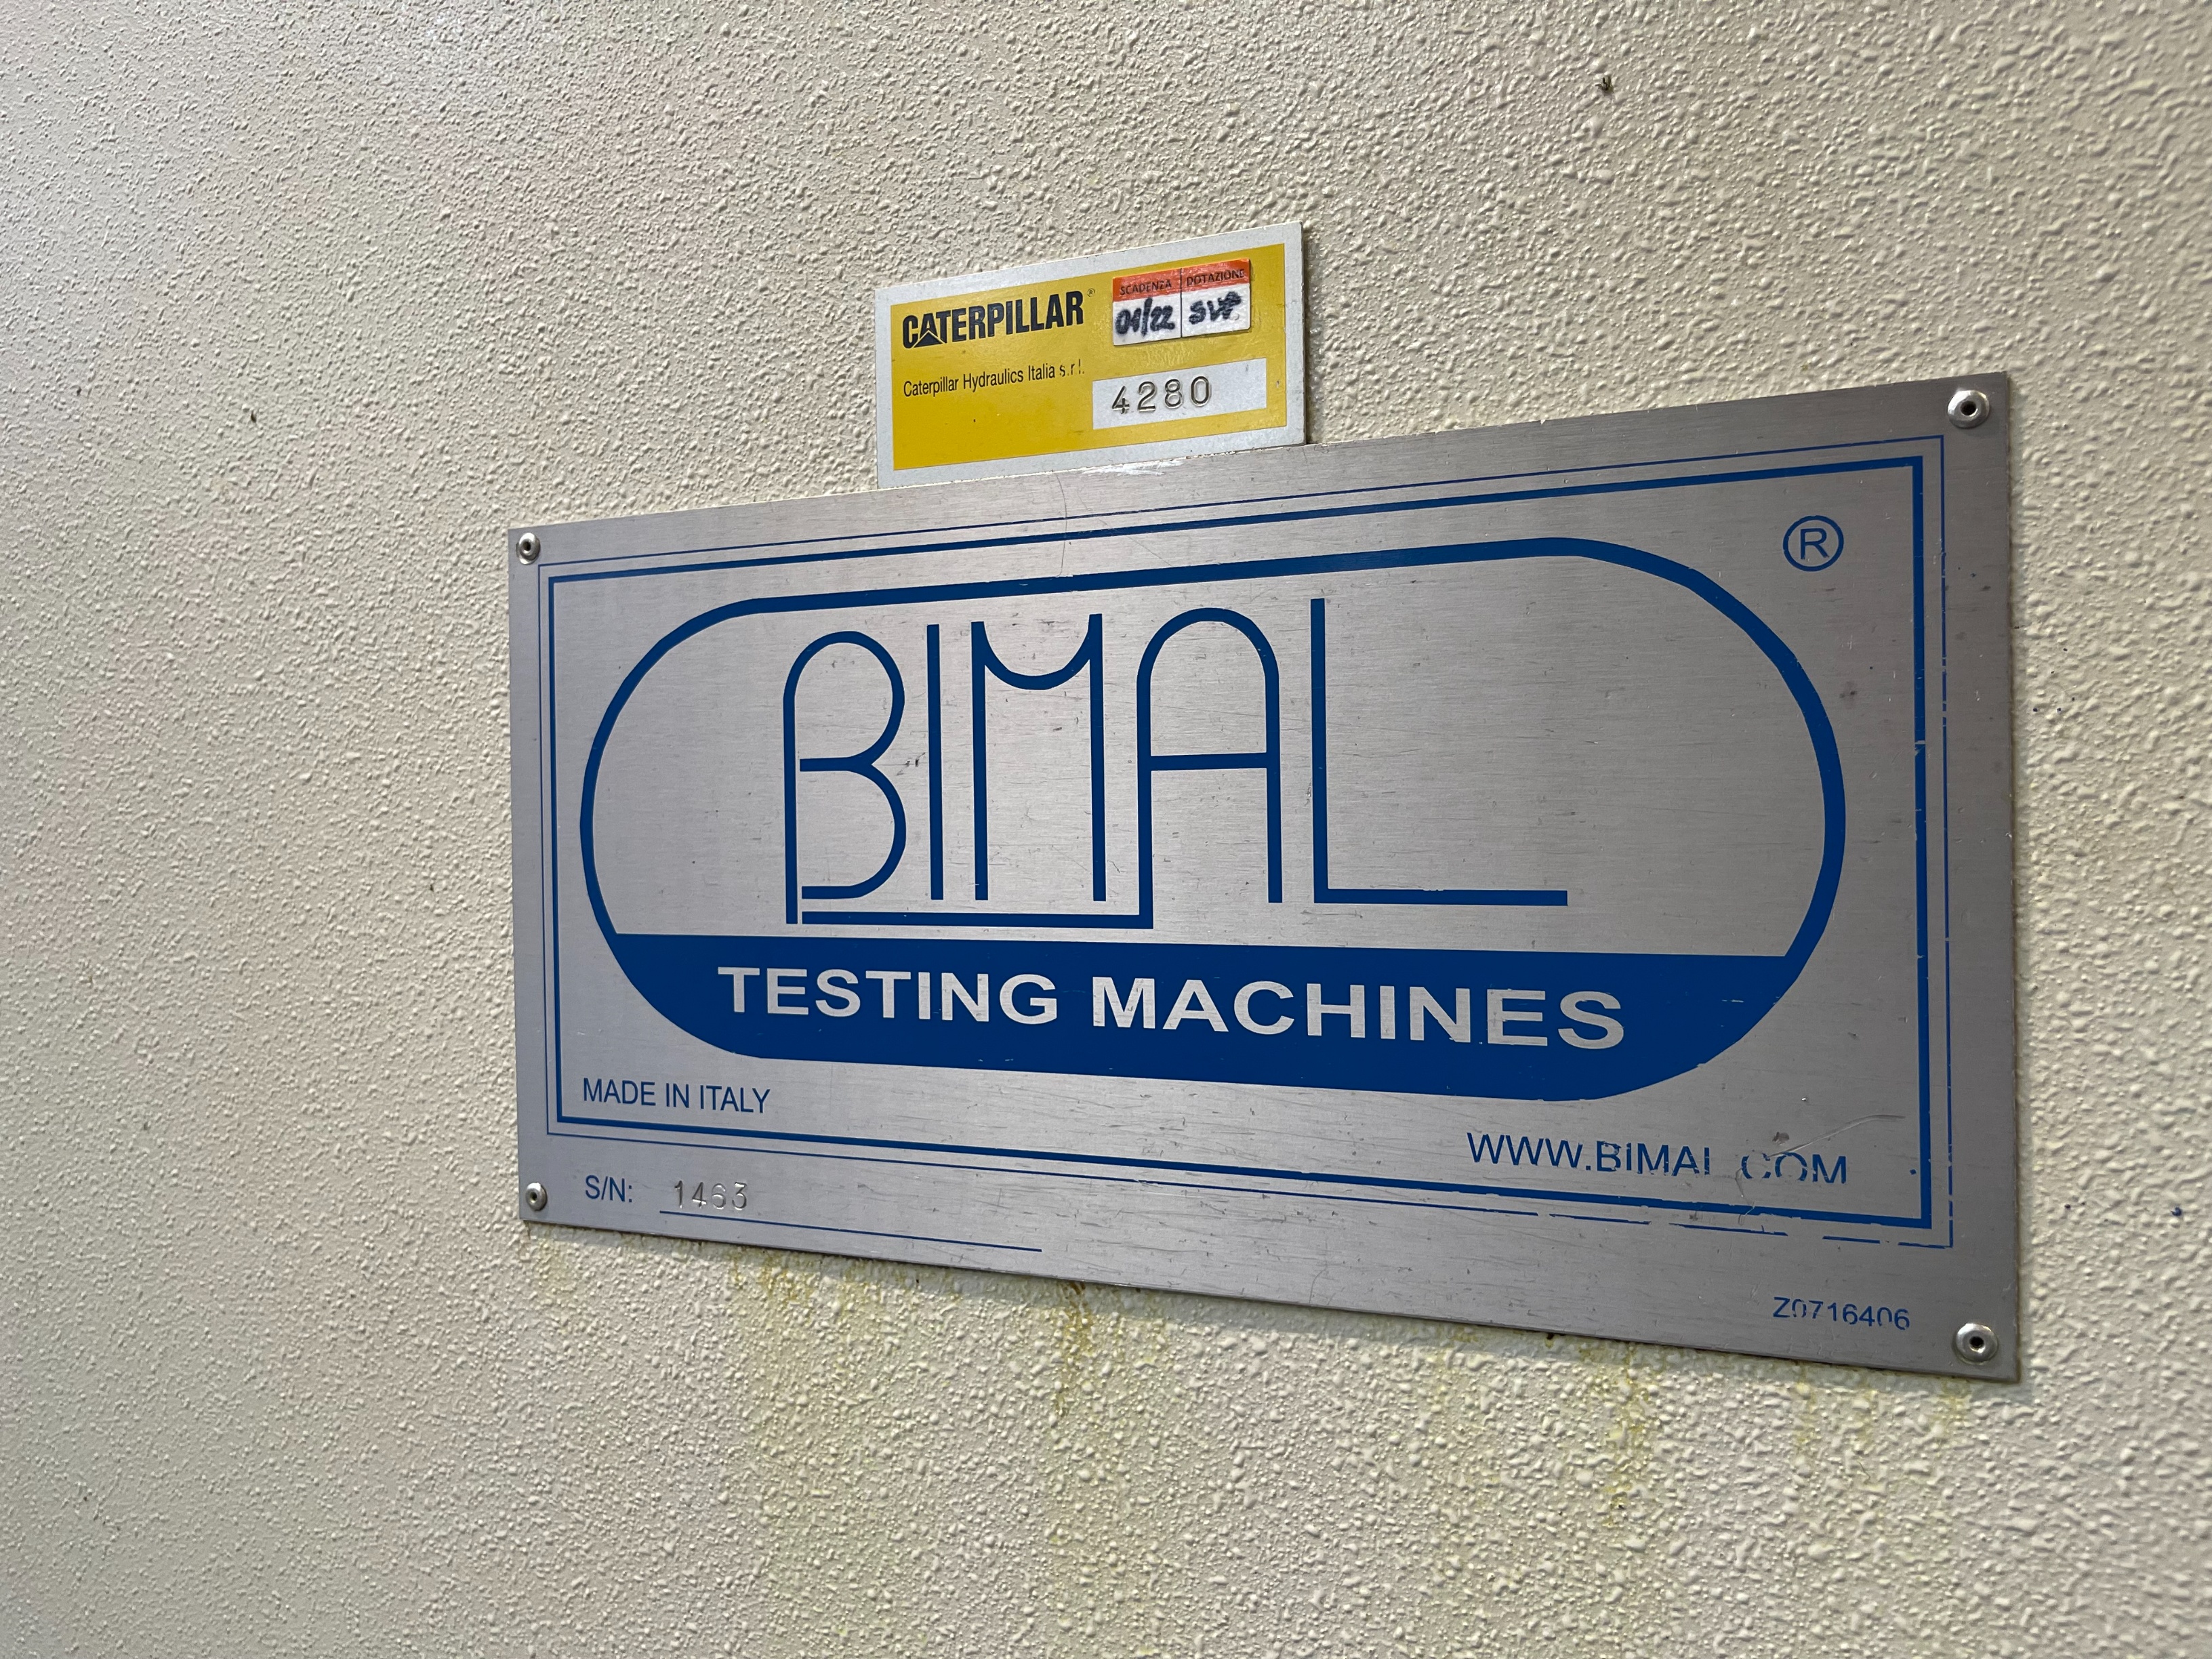 CATERPILLAR®
SCADENZA DOTAZIONE
04/22 SVP
Caterpillar Hydraulics Italia s.r.l.
4280
®
BIMAL
TESTING MACHINES
MADE IN ITALY
WWW.BIMAL.COM
S/N: 1463
Z0716406